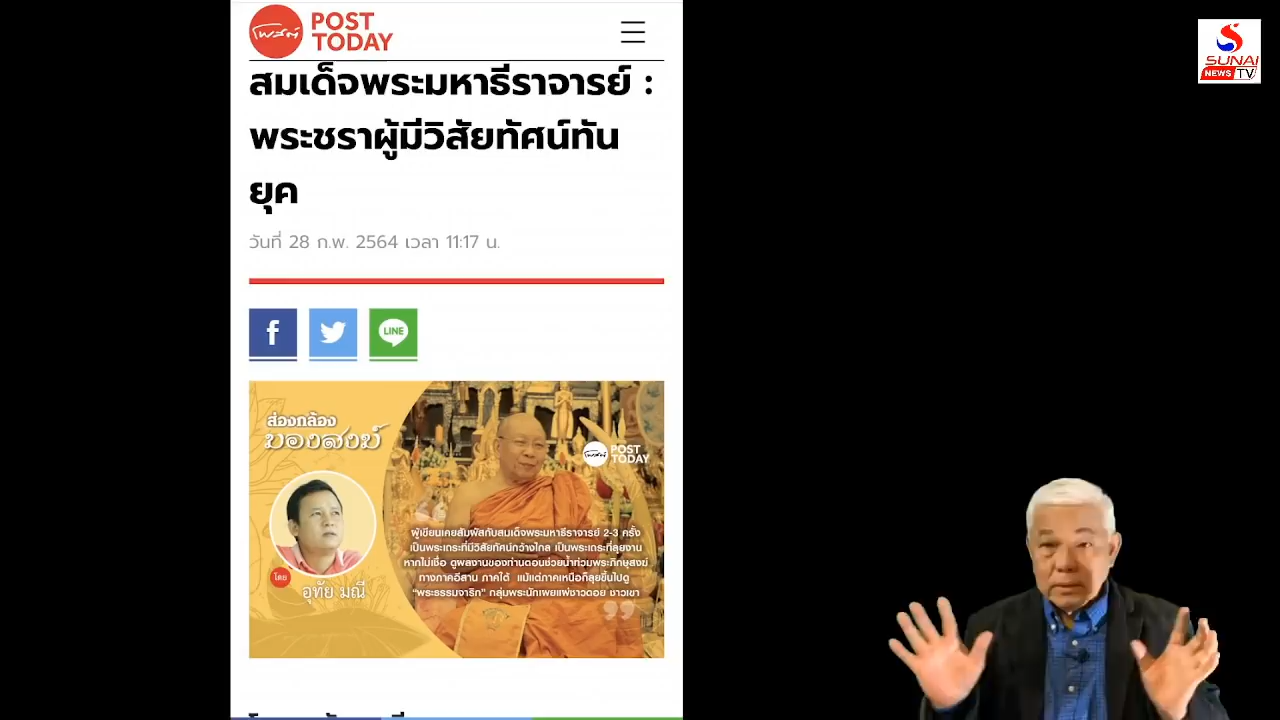 โพสต์
POST
TODAY
SUNAI
NEWS TV
สมเด็จพระมหาธีราจารย์ :
พระชราผู้มีวิสัยทัศน์ทัน
ยุค
วันที่ 28 ก.พ. 2564 เวลา 11:17 น.
f
LINE
ส่องกล้อง
มองสงฆ์
โพสต์
POST
TODAY
ผู้เขียนเคยสัมผัสกับสมเด็จพระมหาธีราจารย์ 2-3 ครั้ง
เป็นพระเถระที่มีวิสัยทัศน์กว้างไกล เป็นพระเถระที่ลุยงาน
หากไม่เชื่อ ดูผลงานของท่านตอนช่วยน้ำท่วมพระภิกษุสงฆ์
ทางภาคอีสาน ภาคใต้ แม้แต่ภาคเหนือก็ลุยขึ้นไปดู
“พระธรรมจาริก” กลุ่มพระนักเผยแผ่ชาวดอย ชาวเขา
โดย
อุทัย มณี